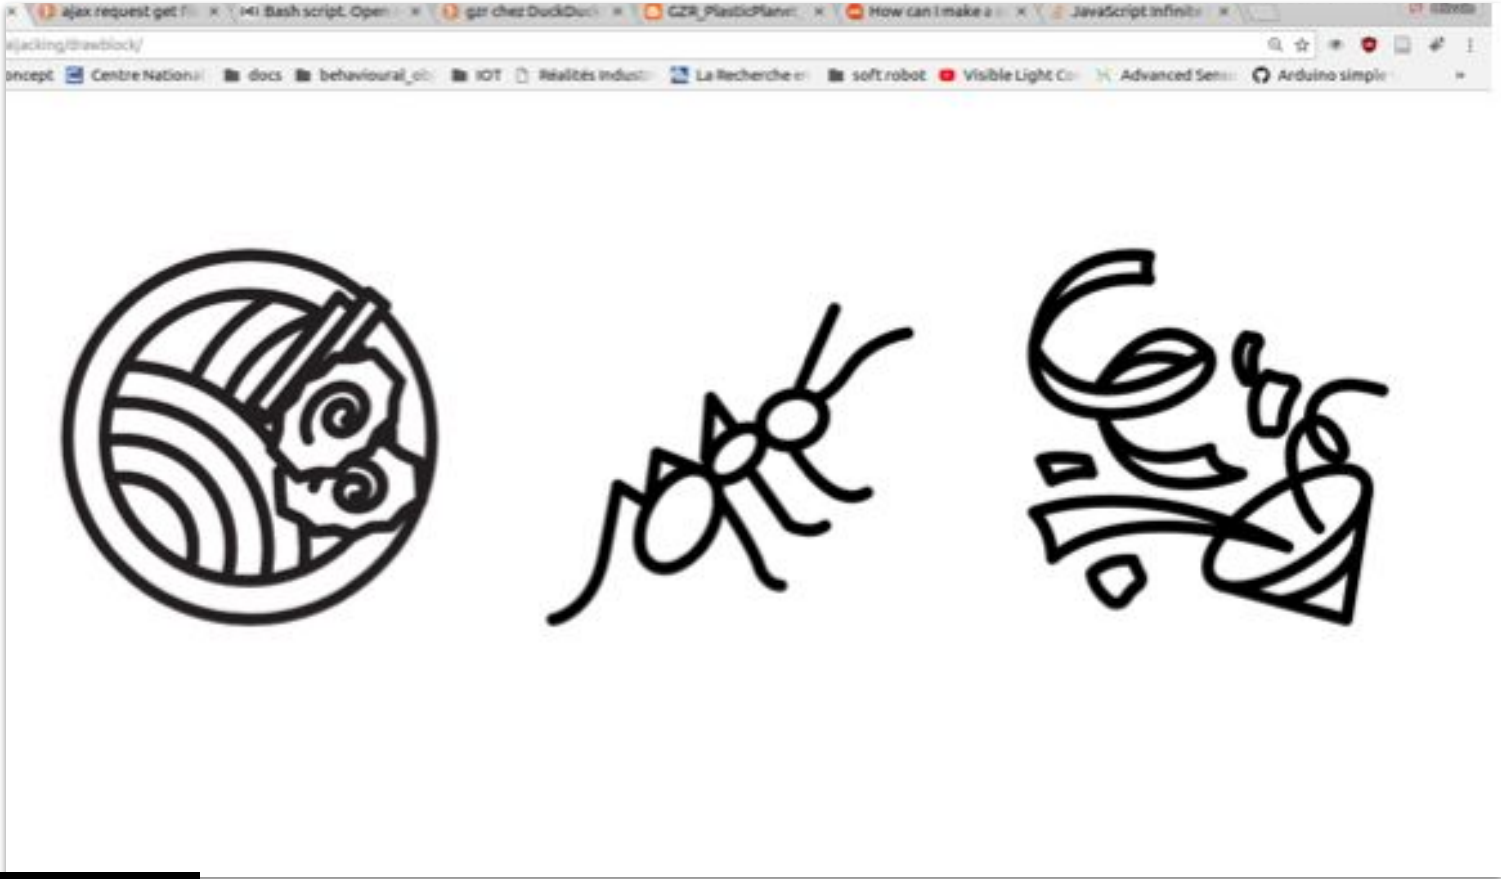 ajax request get f Bash script. Open gzr chez DuckDuc GZR_PlasticPlane How can I make a JavaScript Infinite
ajacking/drawblock/
oncept Centre National docs behavioural_ob IOT Réalités Indust La Recherche e soft robot Visible Light Co Advanced Sens Arduino simple »